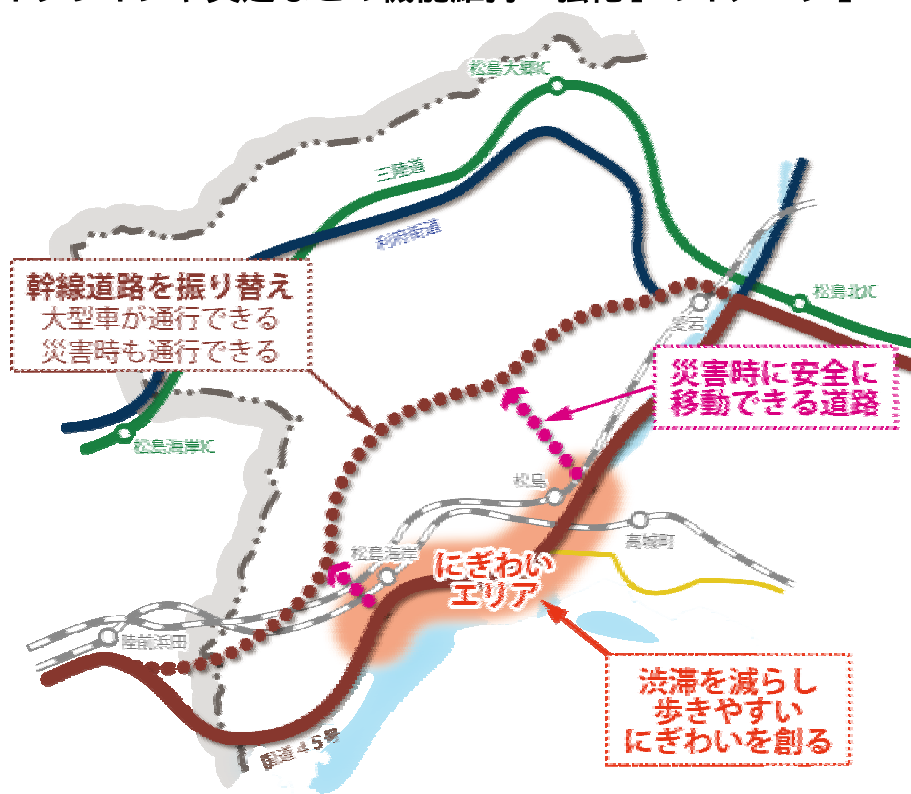 松島大郷IC
三陸道
利府街道
幹線道路を振り替え
大型車が通行できる
災害時も通行できる
松島北IC
愛宕
災害時に安全に
移動できる道路
松島海岸IC
松島
高城町
松島海岸
にぎわい
エリア
陸前浜田
渋滞を減らし
歩きやすい
にぎわいを創る
国道45号